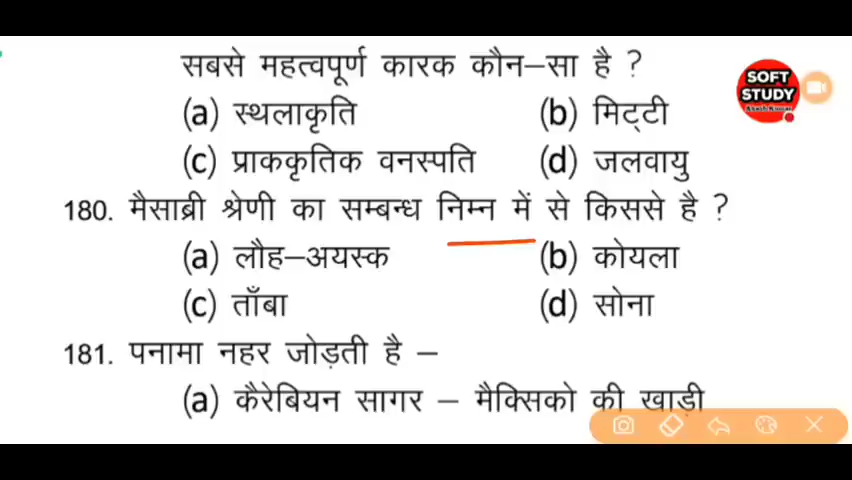 सबसे महत्वपूर्ण कारक कौन–सा है ?
SOFT
STUDY
(a) स्थलाकृति (b) मिट्टी
(c) प्राककृतिक वनस्पति (d) जलवायु
180. मैसाब्री श्रेणी का सम्बन्ध निम्न में से किससे है ?
(a) लौह–अयस्क (b) कोयला
(c) ताँबा (d) सोना
181. पनामा नहर जोड़ती है –
(a) कैरेबियन सागर – मैक्सिको की खाड़ी